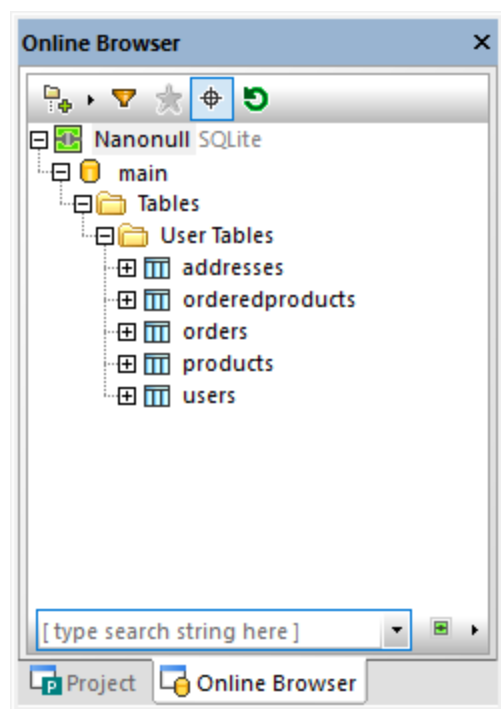 Online Browser
Nanonull SQLite
main
Tables
User Tables
addresses
orderedproducts
orders
products
users
[ type search string here ]
Project Online Browser